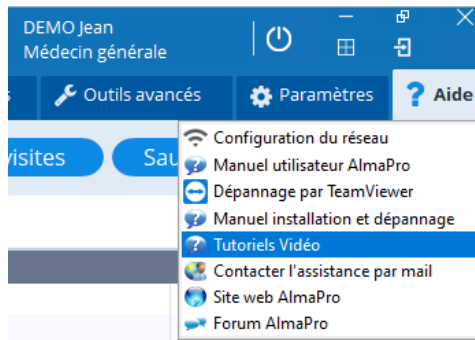 DEMO Jean
Médecin générale
Outils avancés
Paramètres
? Aide
Configuration du réseau
Manuel utilisateur AlmaPro
Dépannage par TeamViewer
Manuel installation et dépannage
Tutoriels Vidéo
Contacter l'assistance par mail
Site web AlmaPro
Forum AlmaPro